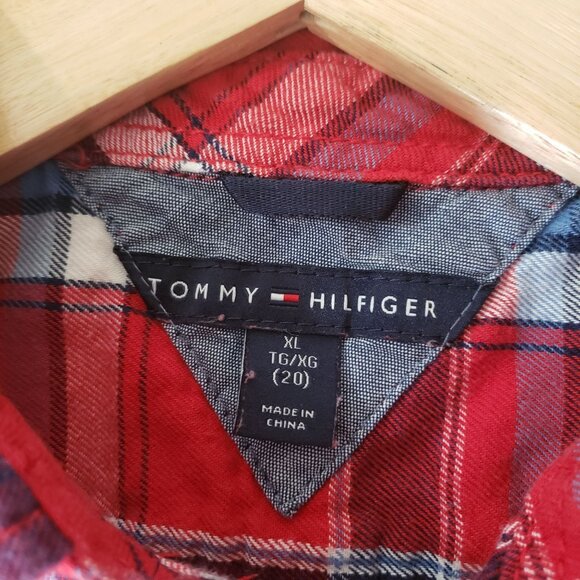 TOMMY HILFIGER
XL
TG/XG
(20)
MADE IN
CHINA